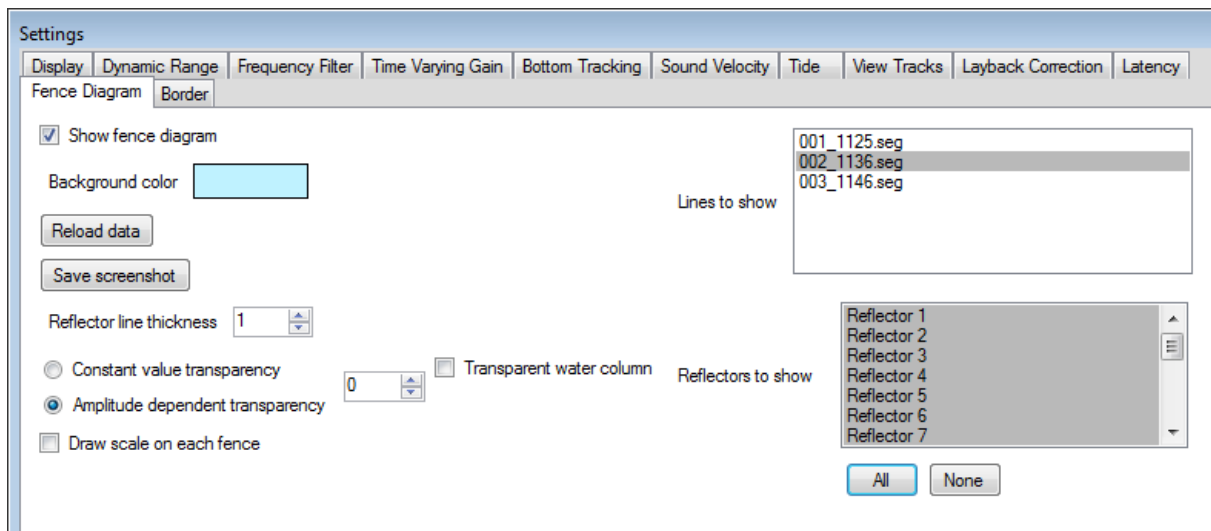 Settings
Display Dynamic Range Frequency Filter Time Varying Gain Bottom Tracking Sound Velocity Tide View Tracks Layback Correction Latency
Fence Diagram Border
Show fence diagram
Background color
Reload data
Save screenshot
Reflector line thickness 1
Constant value transparency
Amplitude dependent transparency
0
Transparent water column
Draw scale on each fence
Lines to show
001_1125.seg
002_1136.seg
003_1146.seg
Reflectors to show
Reflector 1
Reflector 2
Reflector 3
Reflector 4
Reflector 5
Reflector 6
Reflector 7
All None